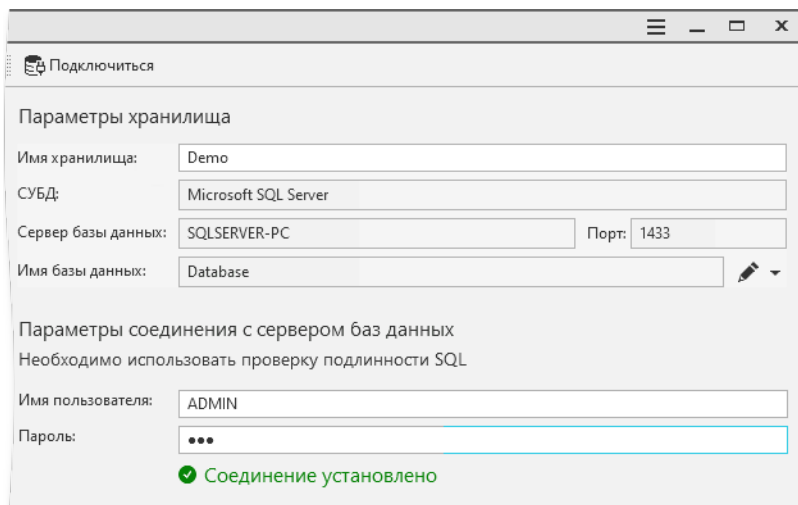 Подключиться
Параметры хранилища
Имя хранилища: Demo
СУБД: Microsoft SQL Server
Сервер базы данных: SQLSERVER-PC Порт: 1433
Имя базы данных: Database
Параметры соединения с сервером баз данных
Необходимо использовать проверку подлинности SQL
Имя пользователя: ADMIN
Пароль: •••
Соединение установлено